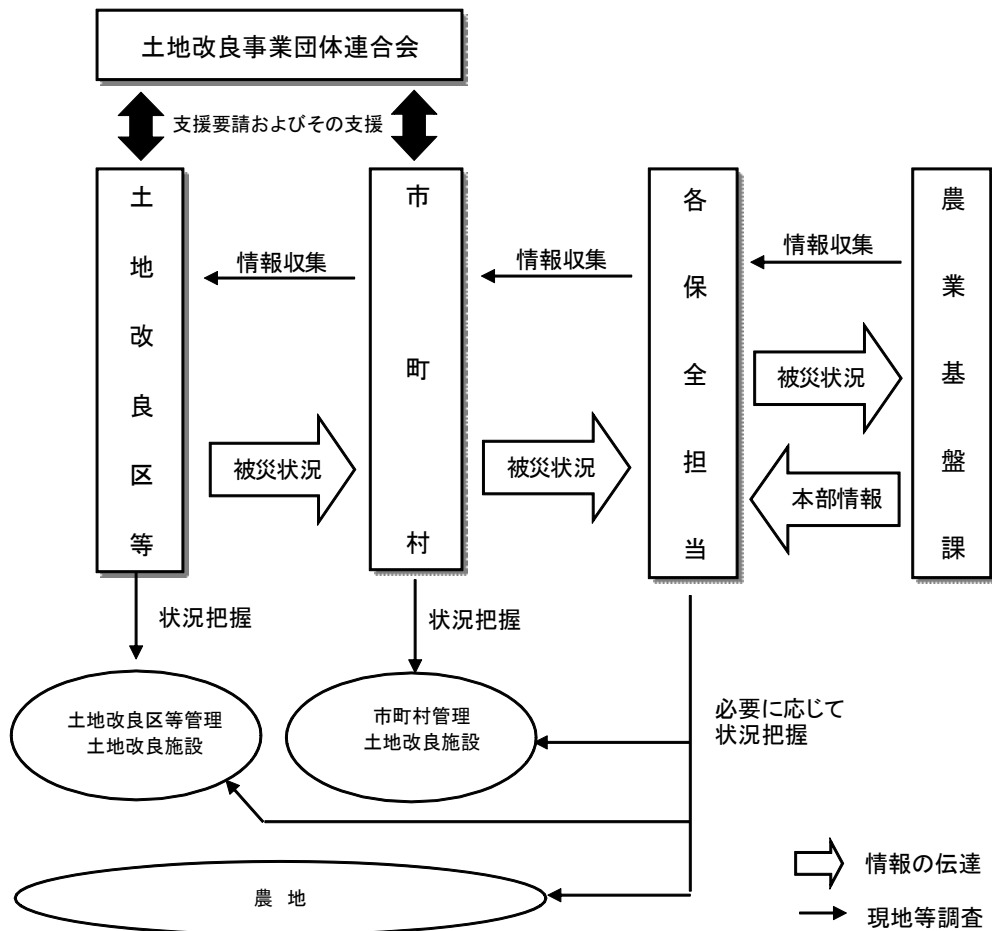 土地改良事業団体連合会
支援要請およびその支援
土地改良区等
市町村
各保全担当
農業基盤課
情報収集
情報収集
情報収集
被災状況
被災状況
被災状況
本部情報
状況把握
状況把握
必要に応じて
状況把握
土地改良区等管理
土地改良施設
市町村管理
土地改良施設
農 地
情報の伝達
現地等調査